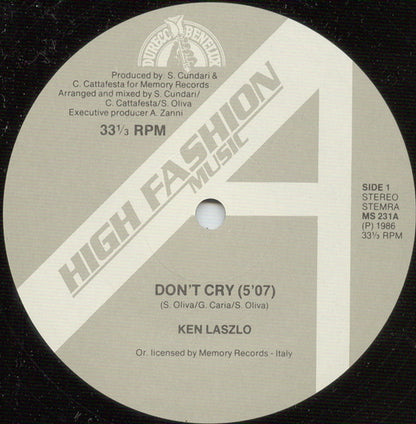 DURECO BENELUX
Produced by S. Cundari &
C. Cattafesta for Memory Records
Arranged and mixed by S. Cundari/
C. Cattafesta/S. Oliva
Executive producer A. Zanni
33⅓ RPM
HIGH FASHION
MUSIC
SIDE 1
STEREO
STEMRA
MS 231A
(P) 1986
33⅓ RPM
DON'T CRY (5'07)
(S. Oliva/G. Caria/S. Oliva)
KEN LASZLO
Or. licensed by Memory Records - Italy